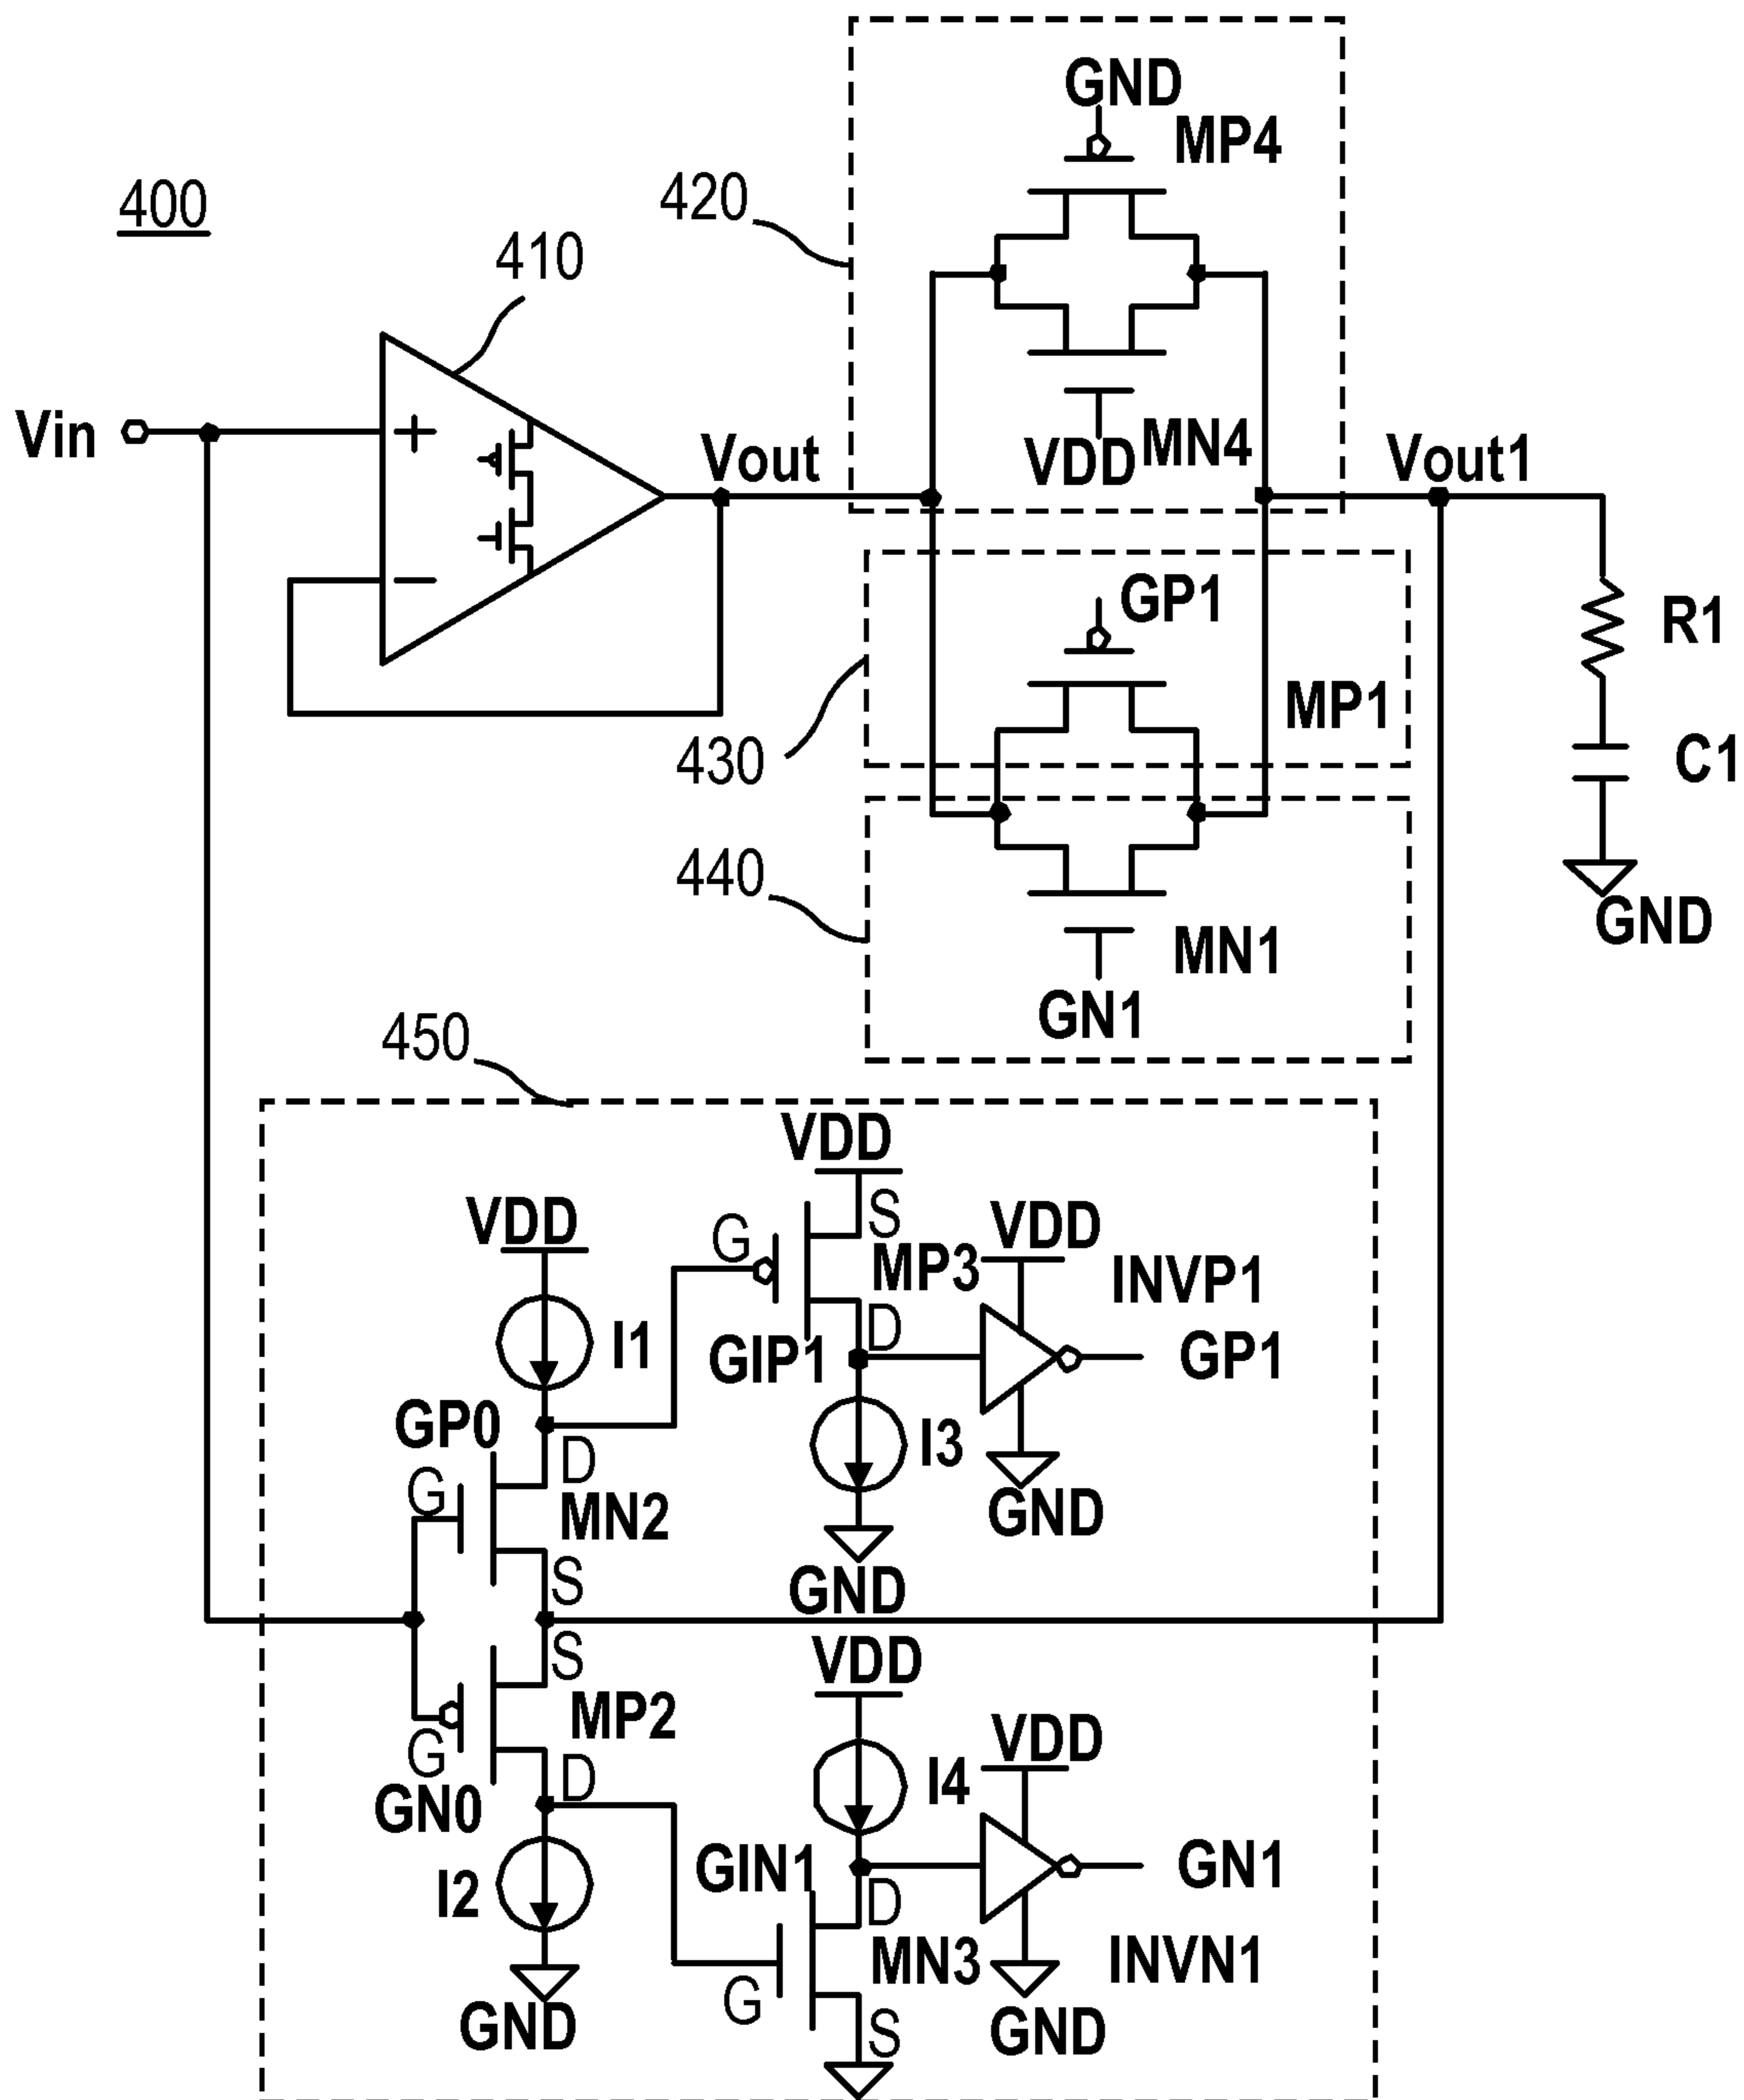 400
410
420
GND
MP4
Vin
+
−
Vout
VDD
MN4
Vout1
430
GP1
MP1
R1
C1
GND
440
MN1
GN1
450
VDD
I1
GP0
G
D
MN2
S
VDD
G
S
MP3
D
GIP1
I3
GND
VDD
INVP1
GP1
GND
S
MP2
G
D
GN0
I2
GND
VDD
I4
GIN1
D
MN3
G
S
VDD
GN1
INVN1
GND